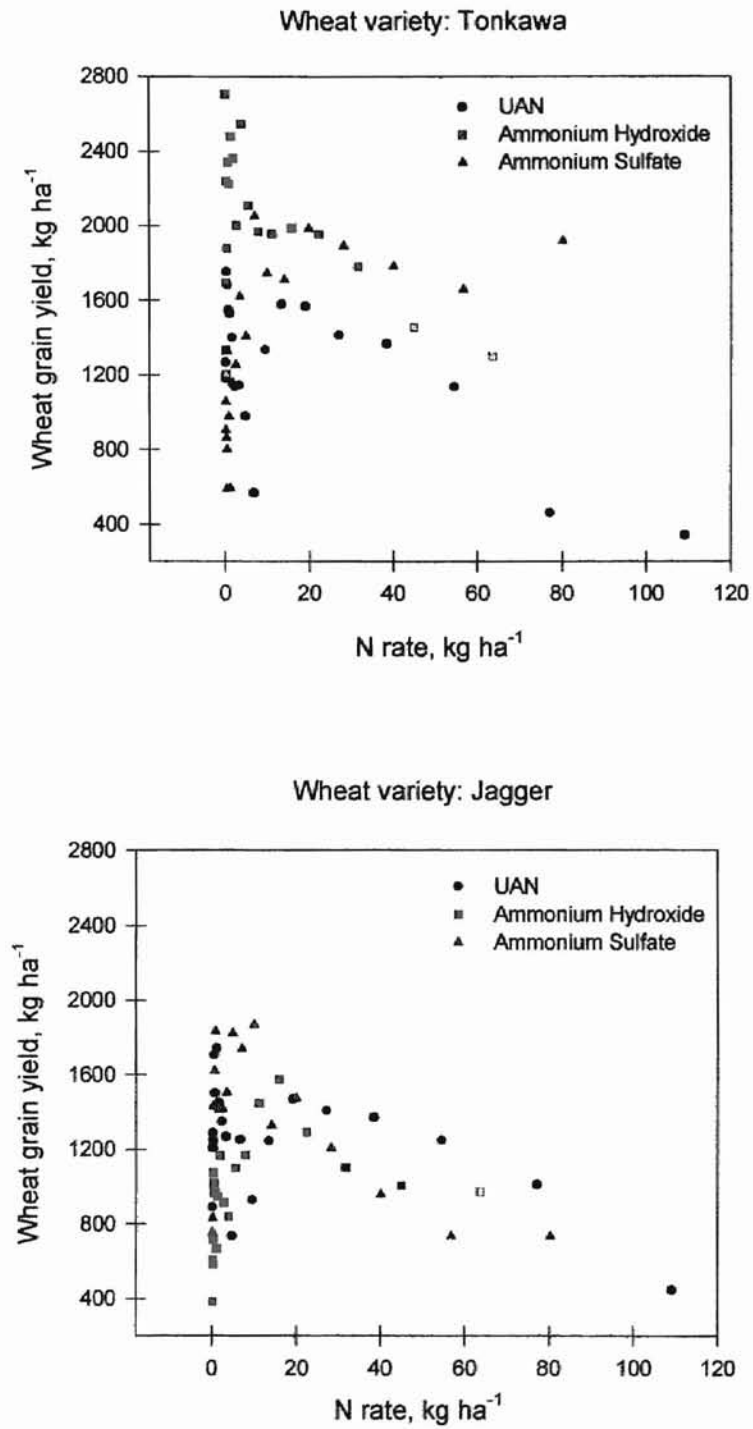 Wheat variety: Tonkawa
2800
2400
2000
1600
1200
800
400
Wheat grain yield, kg ha⁻¹
UAN
Ammonium Hydroxide
Ammonium Sulfate
0 20 40 60 80 100 120
N rate, kg ha⁻¹
Wheat variety: Jagger
2800
2400
2000
1600
1200
800
400
Wheat grain yield, kg ha⁻¹
UAN
Ammonium Hydroxide
Ammonium Sulfate
0 20 40 60 80 100 120
N rate, kg ha⁻¹